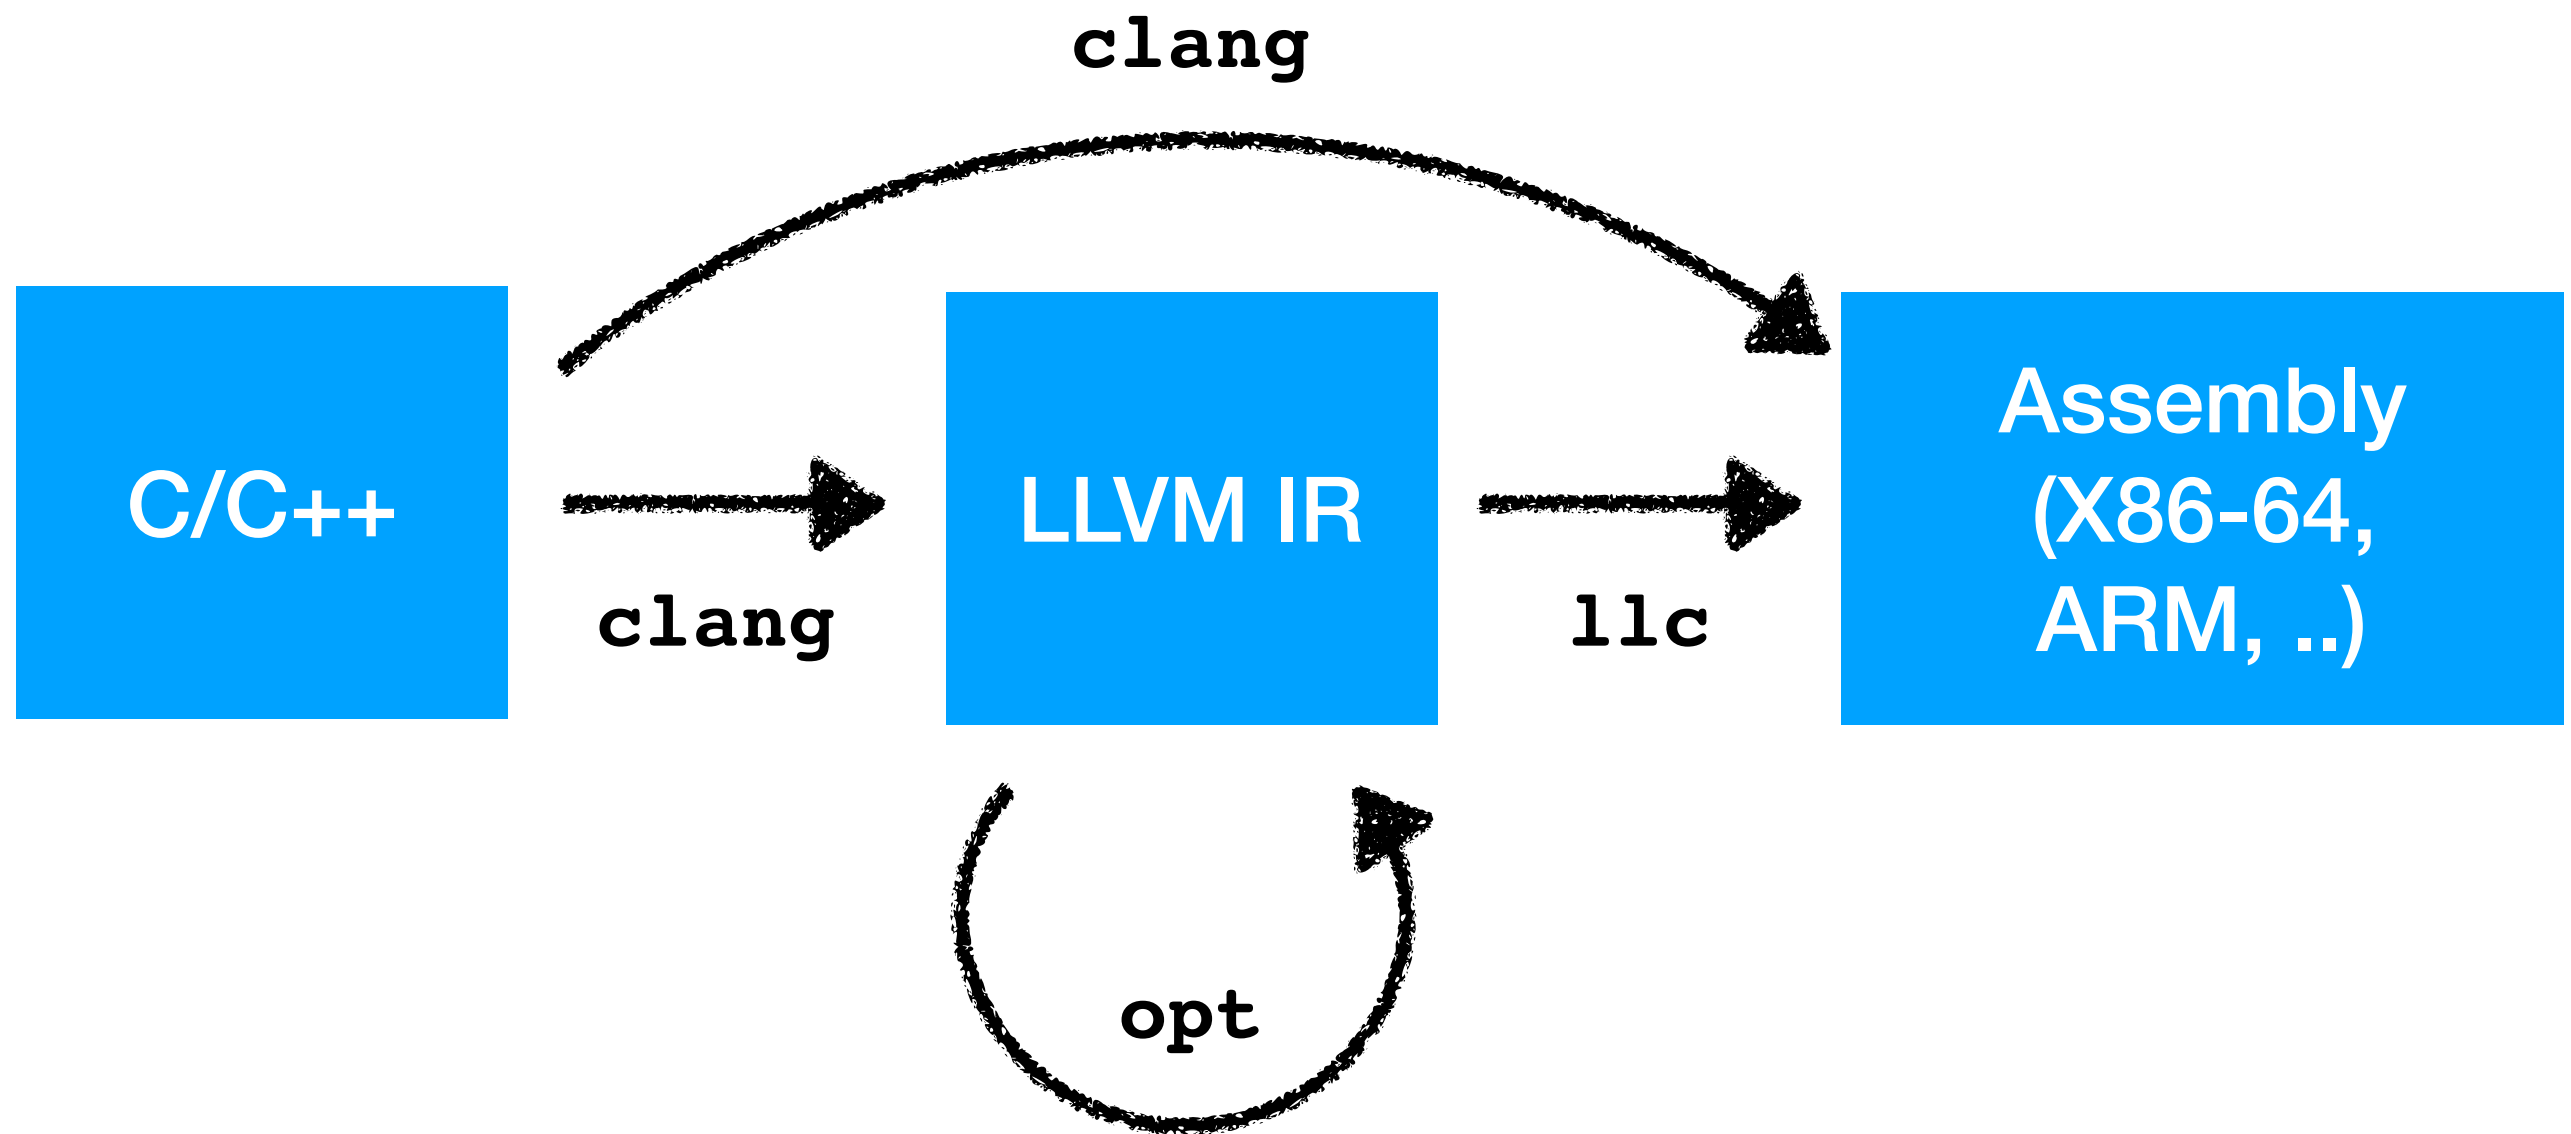 clang
C/C++
clang
LLVM IR
llc
Assembly
(X86-64,
ARM, ..)
opt